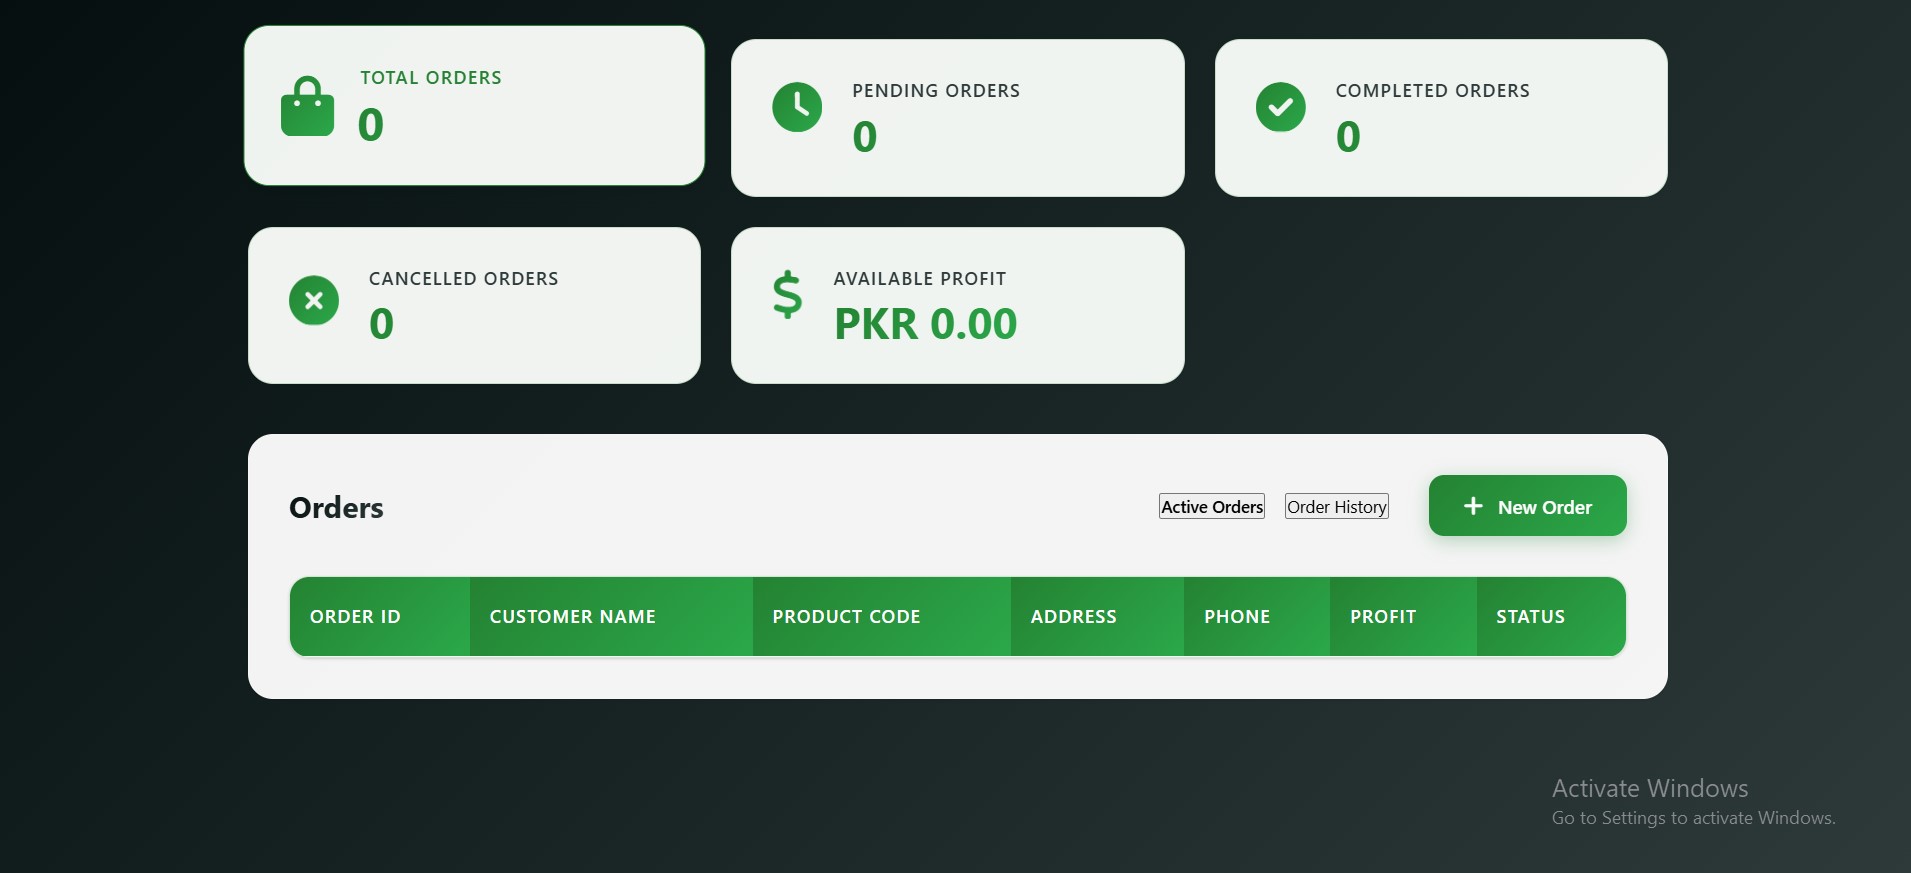 TOTAL ORDERS
0
PENDING ORDERS
0
COMPLETED ORDERS
0
CANCELLED ORDERS
0
AVAILABLE PROFIT
PKR 0.00
Orders
Active Orders
Order History
New Order
ORDER ID
CUSTOMER NAME
PRODUCT CODE
ADDRESS
PHONE
PROFIT
STATUS
Activate Windows
Go to Settings to activate Windows.